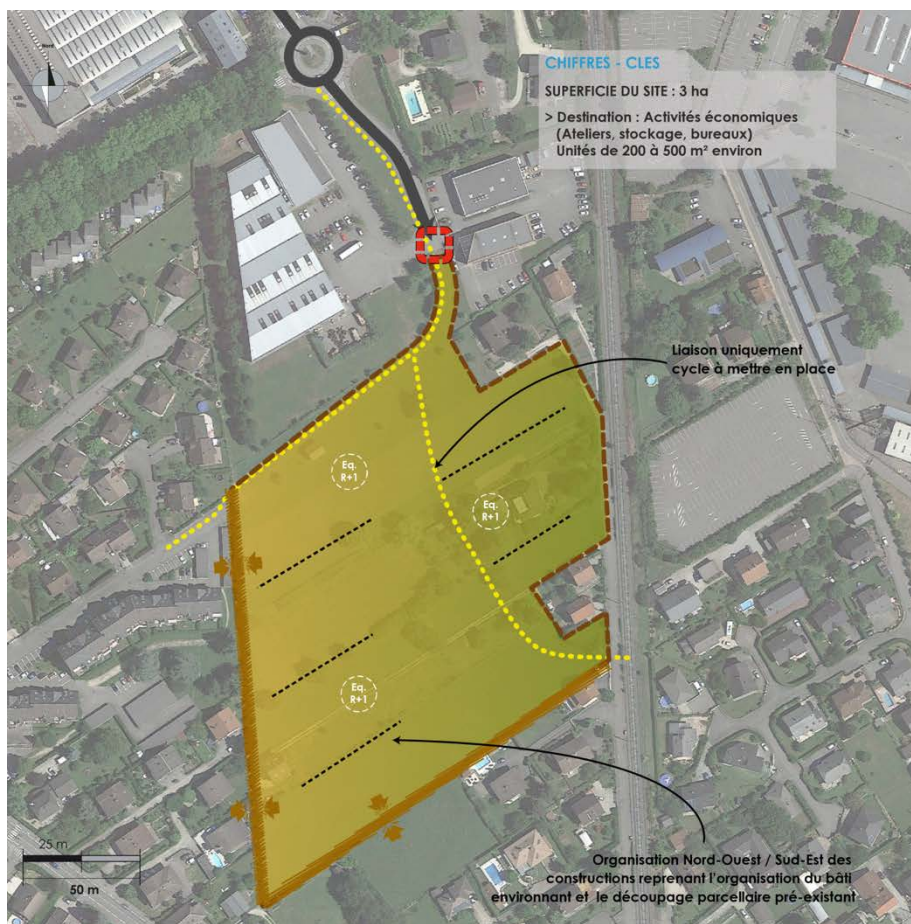 Nord
CHIFFRES - CLES
SUPERFICIE DU SITE : 3 ha
> Destination : Activités économiques
(Ateliers, stockage, bureaux)
Unités de 200 à 500 m² environ
Liaison uniquement
cycle à mettre en place
Eq.
R+1
Eq.
R+1
Eq.
R+1
25 m
50 m
Organisation Nord-Ouest / Sud-Est des
constructions reprenant l'organisation du bâti
environnant et le découpage parcellaire pré-existant